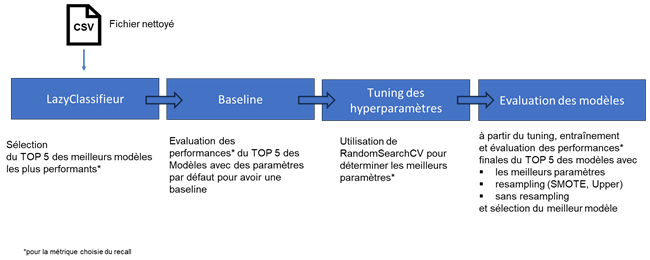 CSV
Fichier nettoyé
LazyClassifieur
Baseline
Tuning des
hyperparamètres
Evaluation des modèles
Sélection
du TOP 5 des meilleurs modèles
les plus performants*
Evaluation des
performances* du TOP 5 des
Modèles avec des paramètres
par défaut pour avoir une
baseline
Utilisation de
RandomSearchCV pour
déterminer les meilleurs
paramètres*
à partir du tuning, entraînement
et évaluation des performances*
finales du TOP 5 des modèles avec
▪ les meilleurs paramètres
▪ resampling (SMOTE, Upper)
▪ sans resampling
et sélection du meilleur modèle
*pour la métrique choisie du recall